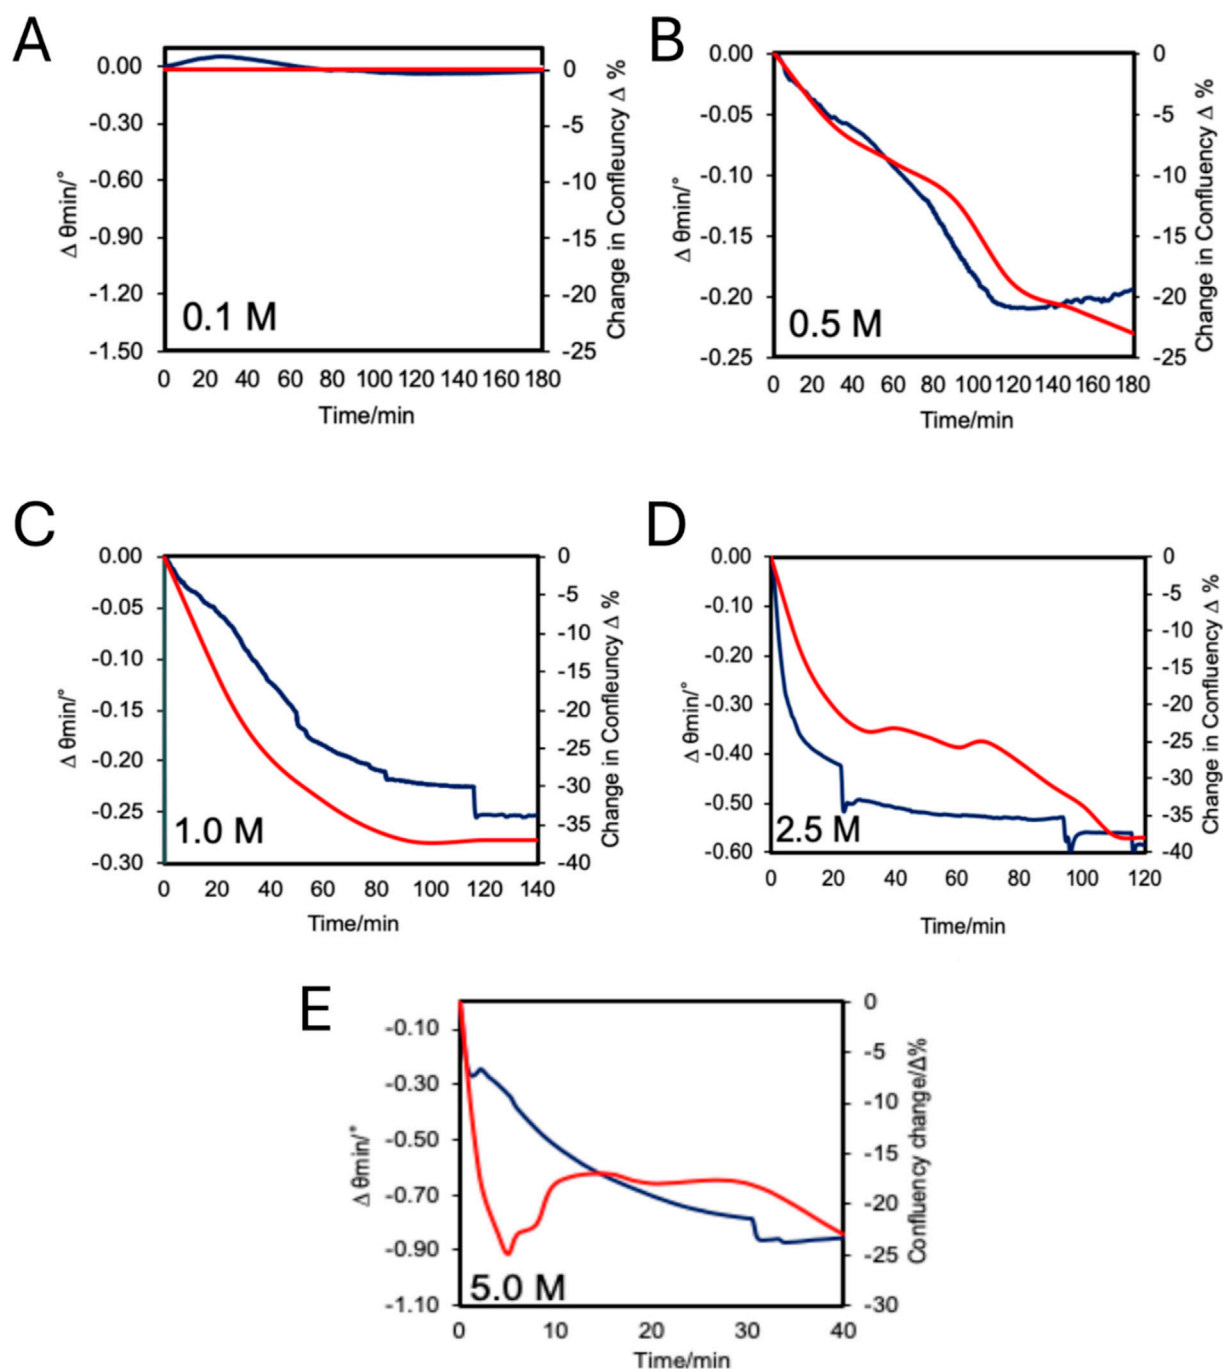 A
0.00
-0.30
-0.60
-0.90
-1.20
-1.50
Δ θmin/°
0.1 M
0 20 40 60 80 100 120 140 160 180
Time/min
0
-5
-10
-15
-20
-25
Change in Confleuncy Δ %
B
0.00
-0.05
-0.10
-0.15
-0.20
-0.25
Δ θmin/°
0.5 M
0 20 40 60 80 100 120 140 160 180
Time/min
0
-5
-10
-15
-20
-25
Change in Confluency Δ %
C
0.00
-0.05
-0.10
-0.15
-0.20
-0.25
-0.30
Δ θmin/°
1.0 M
0 20 40 60 80 100 120 140
Time/min
0
-5
-10
-15
-20
-25
-30
-35
-40
Change in Confleuncy Δ %
D
0.00
-0.10
-0.20
-0.30
-0.40
-0.50
-0.60
Δ θmin/°
2.5 M
0 20 40 60 80 100 120
Time/min
0
-5
-10
-15
-20
-25
-30
-35
-40
Change in Confluency Δ %
E
-0.10
-0.30
-0.50
-0.70
-0.90
-1.10
Δ θmin/°
5.0 M
0 10 20 30 40
Time/min
0
-5
-10
-15
-20
-25
-30
Confluency change/Δ%